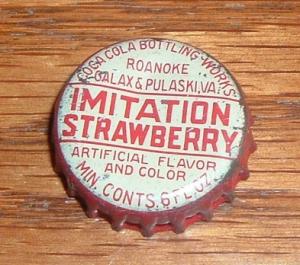 COCA COLA BOTTLING WORKS
ROANOKE
GALAX & PULASKI, VA.
IMITATION
STRAWBERRY
ARTIFICIAL FLAVOR
AND COLOR
MIN. CONTS. 6 FL. OZ.